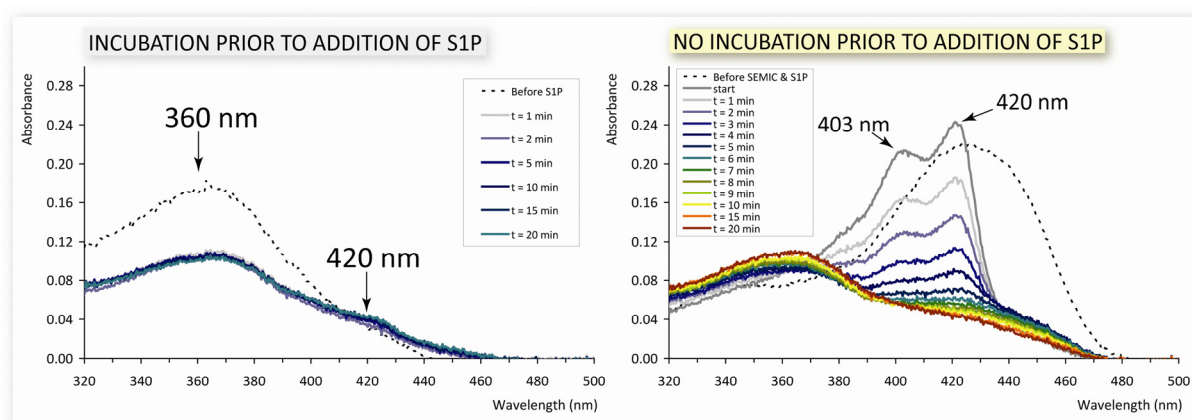 INCUBATION PRIOR TO ADDITION OF S1P
Absorbance
0.28
0.24
0.20
0.16
0.12
0.08
0.04
0.00
360 nm
420 nm
Before S1P
t = 1 min
t = 2 min
t = 5 min
t = 10 min
t = 15 min
t = 20 min
320 340 360 380 400 420 440 460 480 500
Wavelength (nm)
NO INCUBATION PRIOR TO ADDITION OF S1P
Absorbance
0.28
0.24
0.20
0.16
0.12
0.08
0.04
0.00
Before SEMIC & S1P
start
t = 1 min
t = 2 min
t = 3 min
t = 4 min
t = 5 min
t = 6 min
t = 7 min
t = 8 min
t = 9 min
t = 10 min
t = 15 min
t = 20 min
403 nm
420 nm
320 340 360 380 400 420 440 460 480 500
Wavelength (nm)